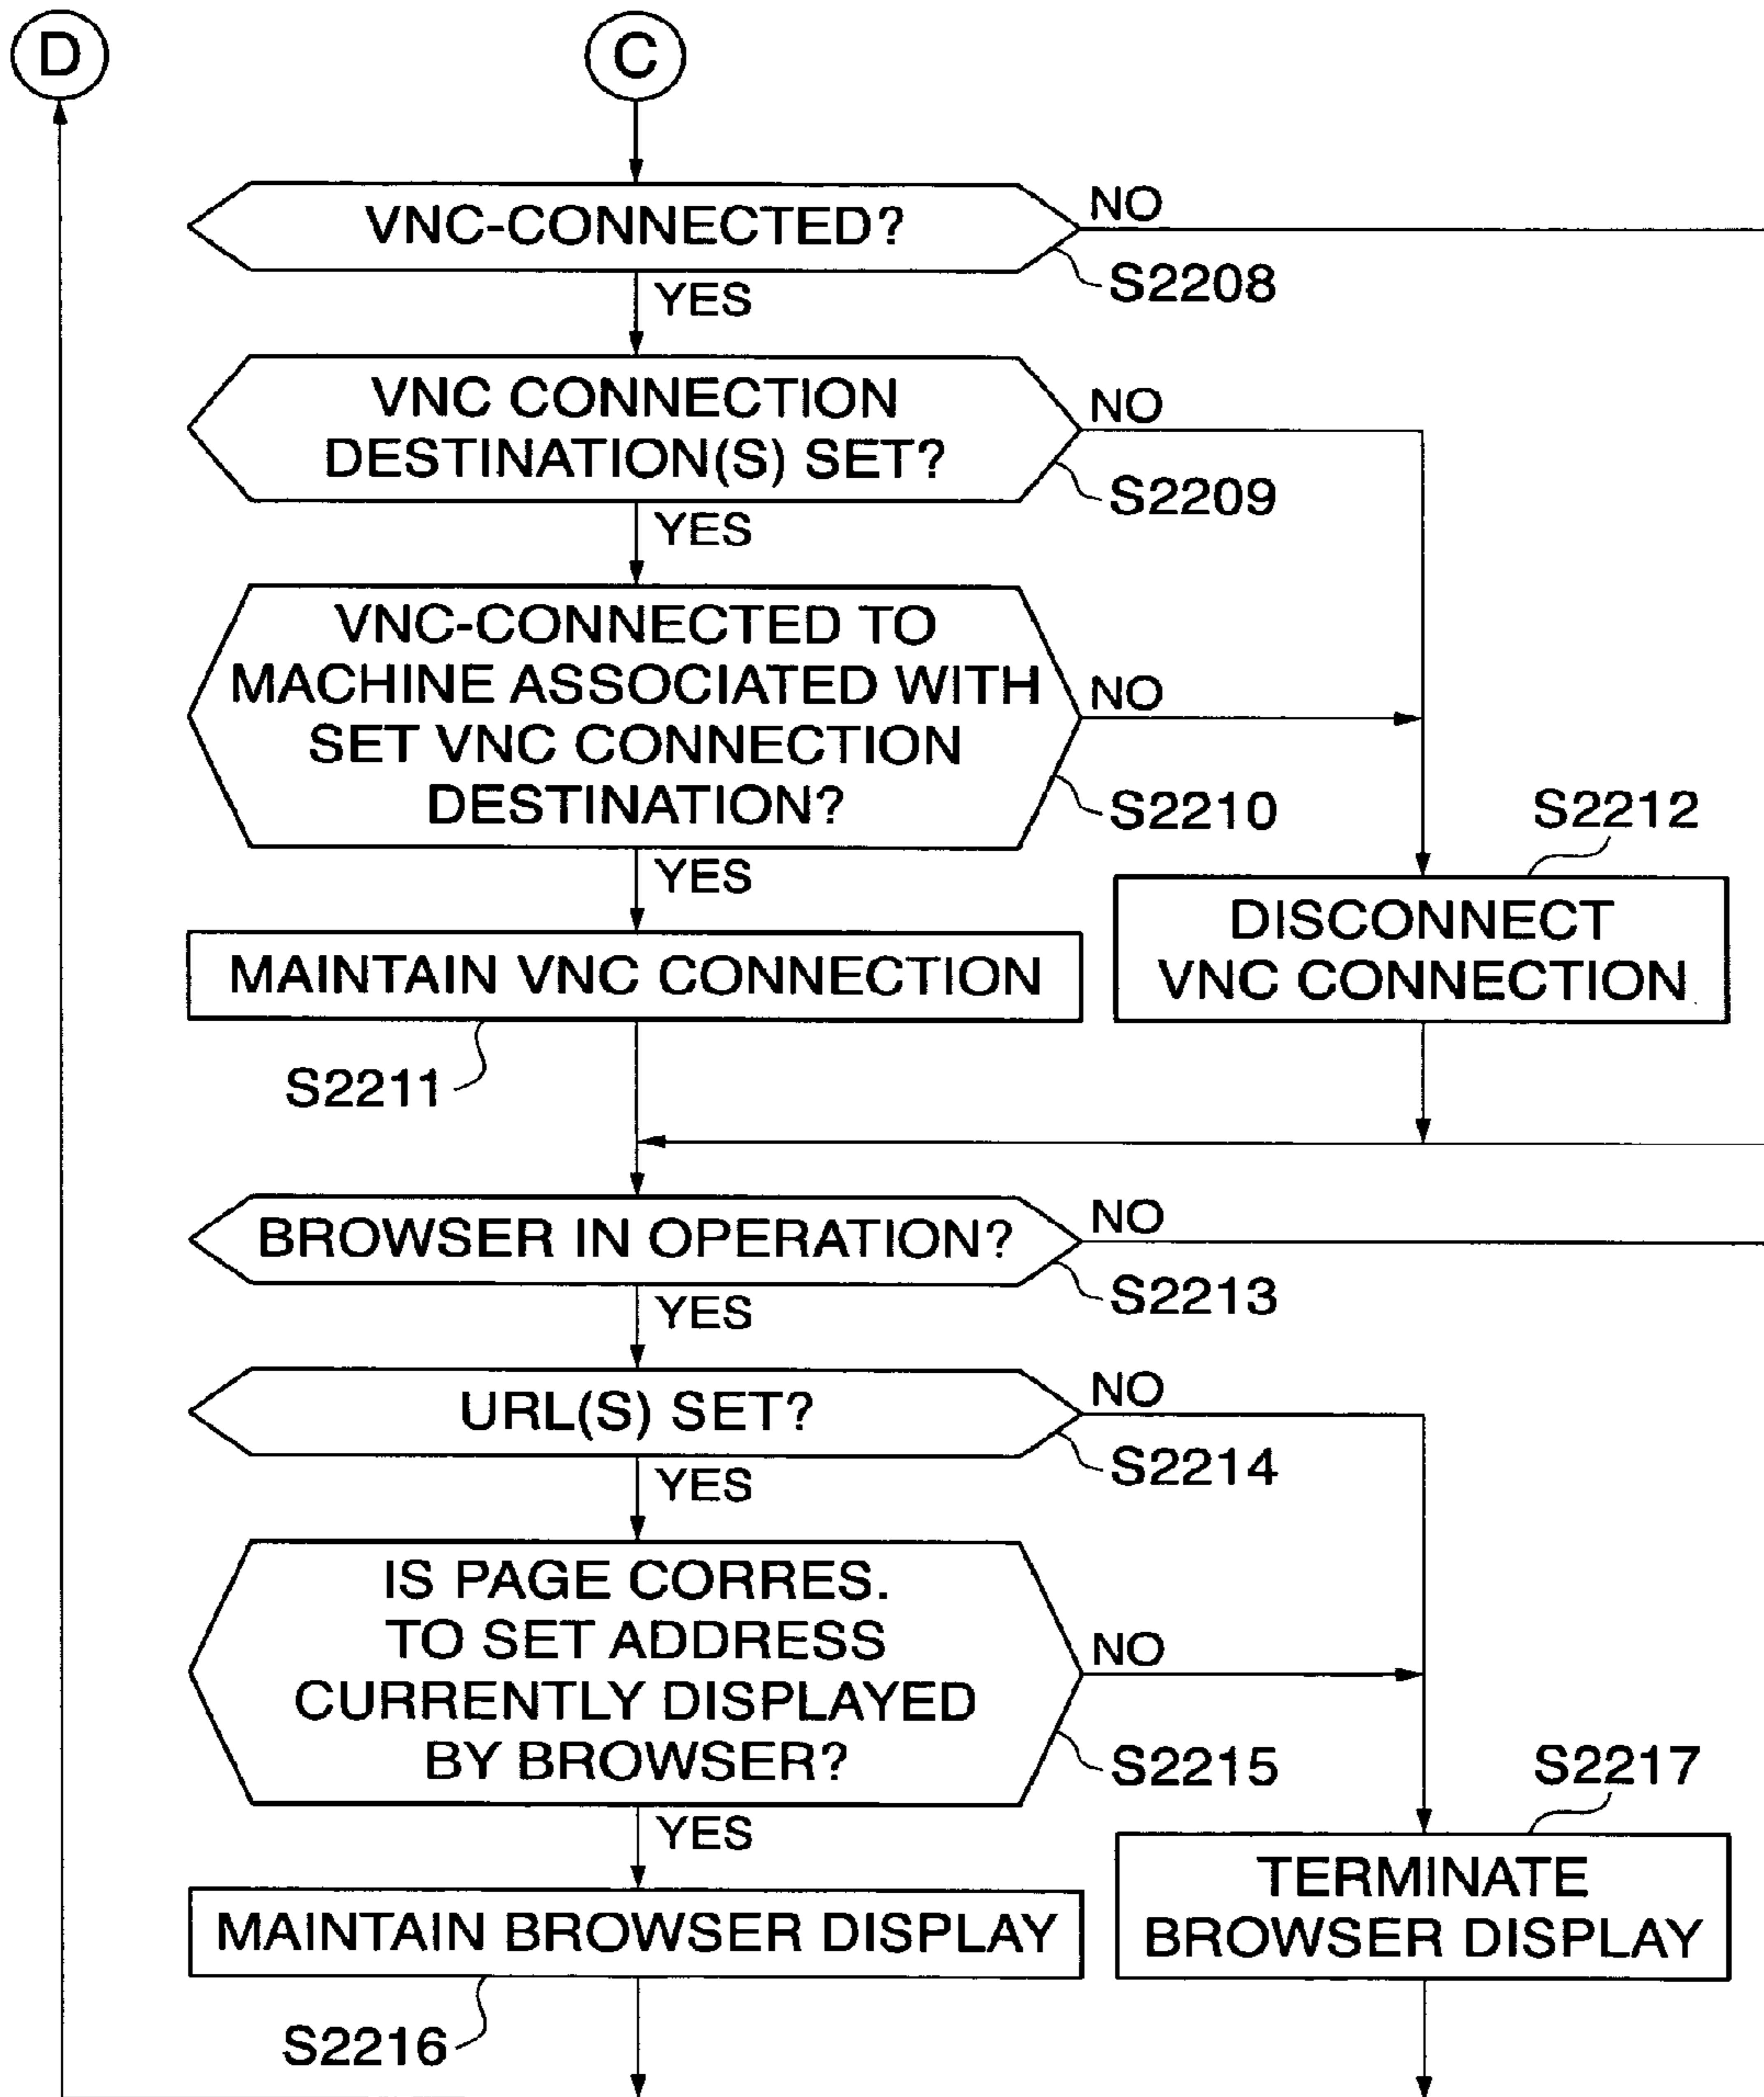 D
C
VNC-CONNECTED?
NO
S2208
YES
VNC CONNECTION
DESTINATION(S) SET?
NO
S2209
YES
VNC-CONNECTED TO
MACHINE ASSOCIATED WITH
SET VNC CONNECTION
DESTINATION?
NO
S2210
YES
S2212
DISCONNECT
VNC CONNECTION
MAINTAIN VNC CONNECTION
S2211
BROWSER IN OPERATION?
NO
S2213
YES
URL(S) SET?
NO
S2214
YES
IS PAGE CORRES.
TO SET ADDRESS
CURRENTLY DISPLAYED
BY BROWSER?
NO
S2215
YES
S2217
TERMINATE
BROWSER DISPLAY
MAINTAIN BROWSER DISPLAY
S2216